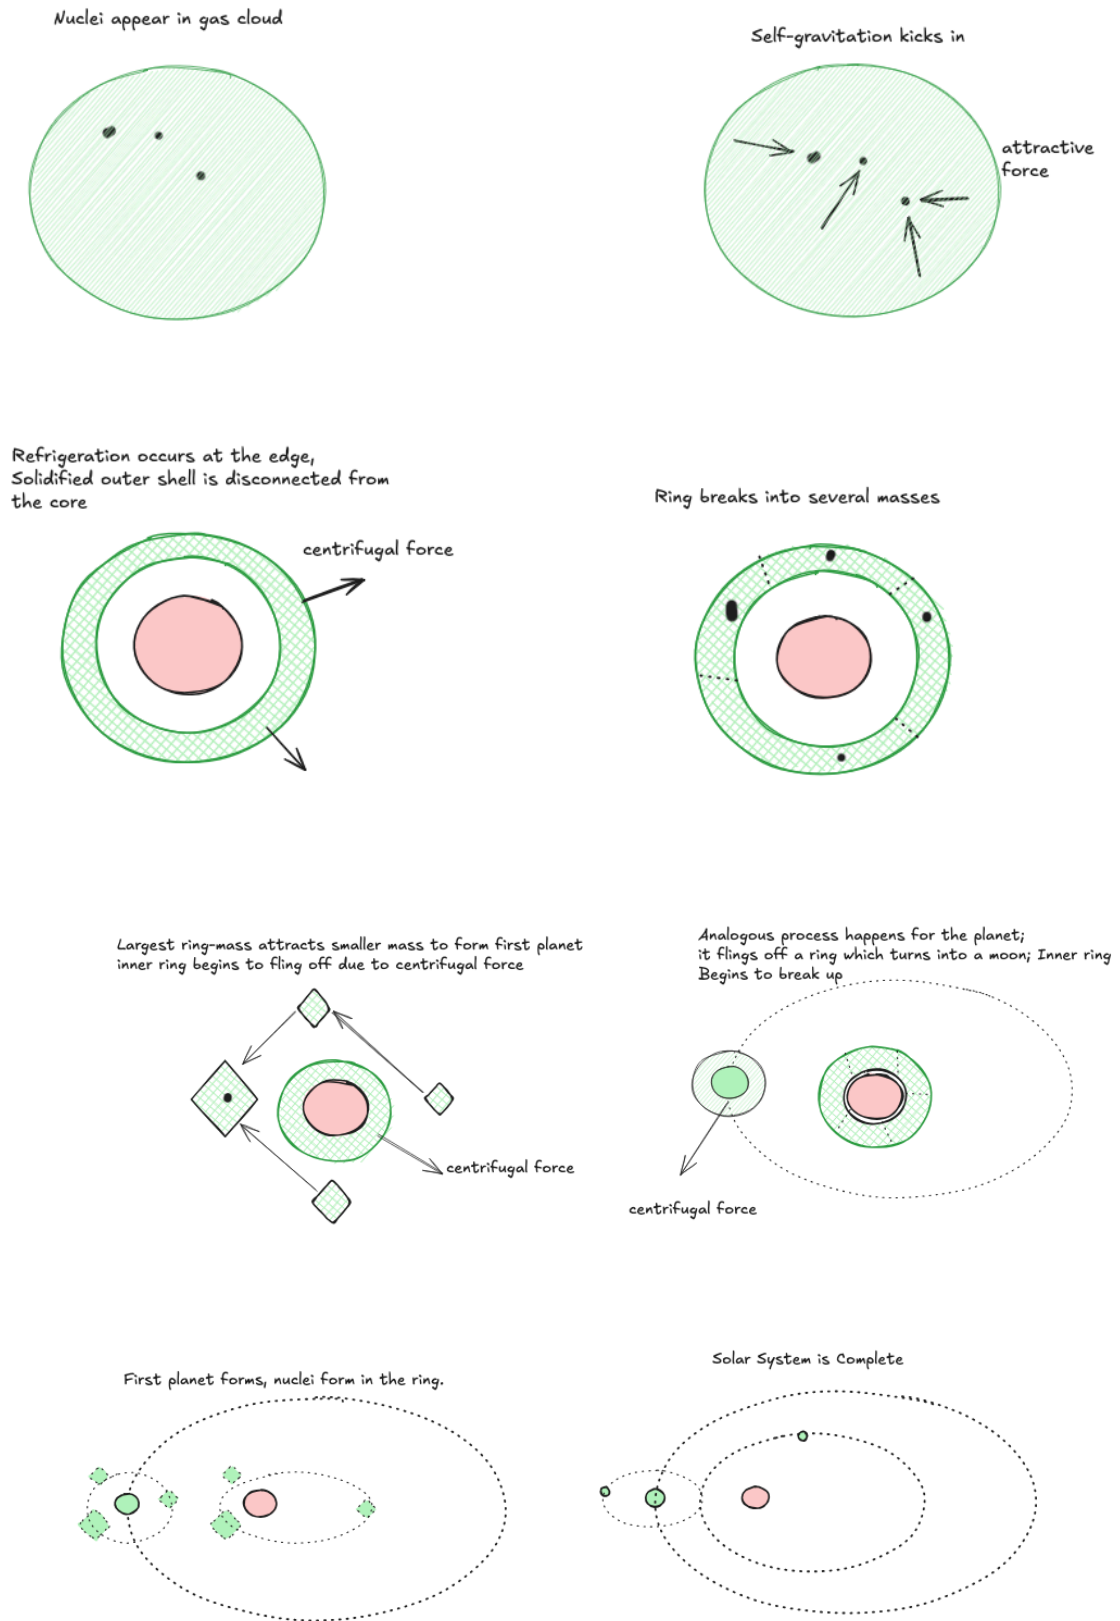 Nuclei appear in gas cloud
Self-gravitation kicks in
attractive
force
Refrigeration occurs at the edge,
Solidified outer shell is disconnected from
the core
centrifugal force
Ring breaks into several masses
Largest ring-mass attracts smaller mass to form first planet
inner ring begins to fling off due to centrifugal force
centrifugal force
Analogous process happens for the planet;
it flings off a ring which turns into a moon; Inner ring
Begins to break up
centrifugal force
First planet forms, nuclei form in the ring.
Solar System is Complete